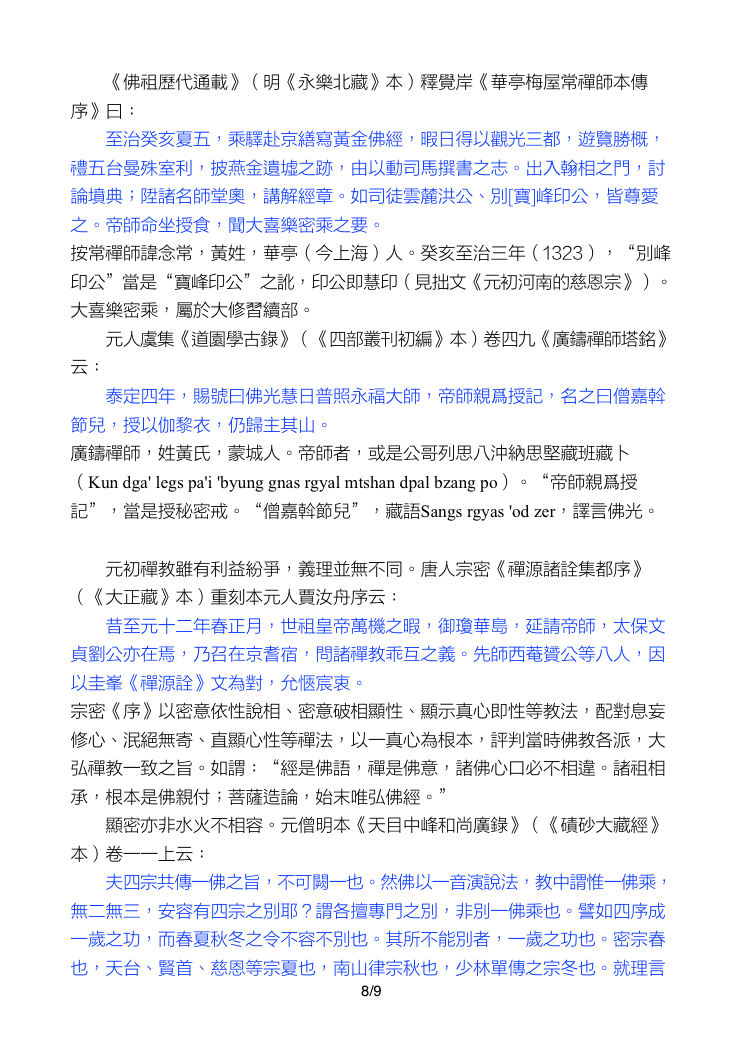 《佛祖歷代通載》（明《永樂北藏》本）釋覺岸《華亭梅屋常禪師本傳
序》曰：
至治癸亥夏五，乘驛赴京繕寫黃金佛經，暇日得以觀光三都，遊覽勝概，
禮五台曼殊室利，披燕金遺墟之跡，由以動司馬撰書之志。出入翰相之門，討
論墳典；陞諸名師堂奧，講解經章。如司徒雲麓洪公、別[寶]峰印公，皆尊愛
之。帝師命坐授食，聞大喜樂密乘之要。
按常禪師諱念常，黃姓，華亭（今上海）人。癸亥至治三年（1323），“別峰
印公”當是“寶峰印公”之訛，印公即慧印（見拙文《元初河南的慈恩宗》）。
大喜樂密乘，屬於大修習續部。
元人虞集《道園學古錄》（《四部叢刊初編》本）卷四九《廣鑄禪師塔銘》
云：
泰定四年，賜號曰佛光慧日普照永福大師，帝師親爲授記，名之曰僧嘉斡
節兒，授以伽黎衣，仍歸主其山。
廣鑄禪師，姓黃氏，蒙城人。帝師者，或是公哥列思八沖納思堅藏班藏卜
（Kun dga' legs pa'i 'byung gnas rgyal mtshan dpal bzang po）。“帝師親爲授
記”，當是授秘密戒。“僧嘉斡節兒”，藏語Sangs rgyas 'od zer，譯言佛光。
元初禪教雖有利益紛爭，義理並無不同。唐人宗密《禪源諸詮集都序》
（《大正藏》本）重刻本元人賈汝舟序云：
昔至元十二年春正月，世祖皇帝萬機之暇，御瓊華島，延請帝師，太保文
貞劉公亦在焉，乃召在京耆宿，問諸禪教乖互之義。先師西菴贇公等八人，因
以圭峯《禪源詮》文為對，允愜宸衷。
宗密《序》以密意依性說相、密意破相顯性、顯示真心即性等教法，配對息妄
修心、泯絕無寄、直顯心性等禪法，以一真心為根本，評判當時佛教各派，大
弘禪教一致之旨。如謂：“經是佛語，禪是佛意，諸佛心口必不相違。諸祖相
承，根本是佛親付；菩薩造論，始末唯弘佛經。”
顯密亦非水火不相容。元僧明本《天目中峰和尚廣錄》（《磧砂大藏經》
本）卷一一上云：
夫四宗共傳一佛之旨，不可闕一也。然佛以一音演說法，教中謂惟一佛乘，
無二無三，安容有四宗之別耶？謂各擅專門之別，非別一佛乘也。譬如四序成
一歲之功，而春夏秋冬之令不容不別也。其所不能別者，一歲之功也。密宗春
也，天台、賢首、慈恩等宗夏也，南山律宗秋也，少林單傳之宗冬也。就理言
8/9